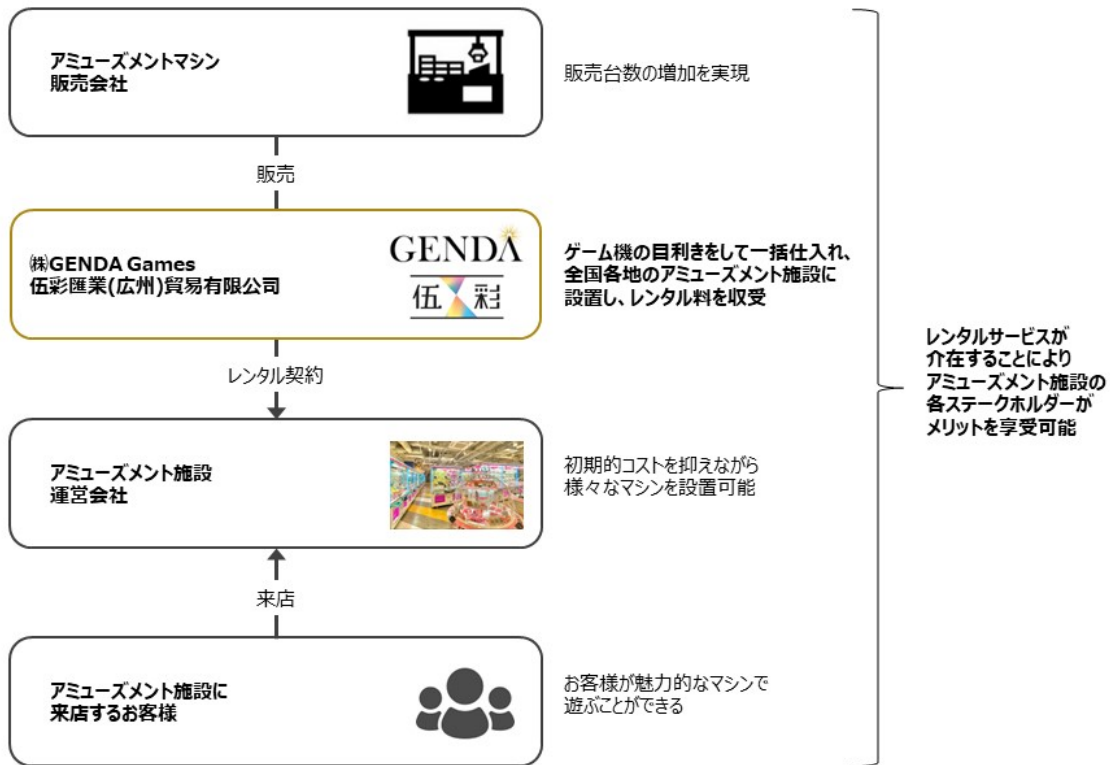 アミューズメントマシン
販売会社
販売台数の増加を実現
販売
㈱GENDA Games
伍彩匯業(広州)貿易有限公司
GENDA
伍彩
ゲーム機の目利きをして一括仕入れ、
全国各地のアミューズメント施設に
設置し、レンタル料を収受
レンタル契約
アミューズメント施設
運営会社
初期的コストを抑えながら
様々なマシンを設置可能
来店
アミューズメント施設に
来店するお客様
お客様が魅力的なマシンで
遊ぶことができる
レンタルサービスが
介在することにより
アミューズメント施設の
各ステークホルダーが
メリットを享受可能